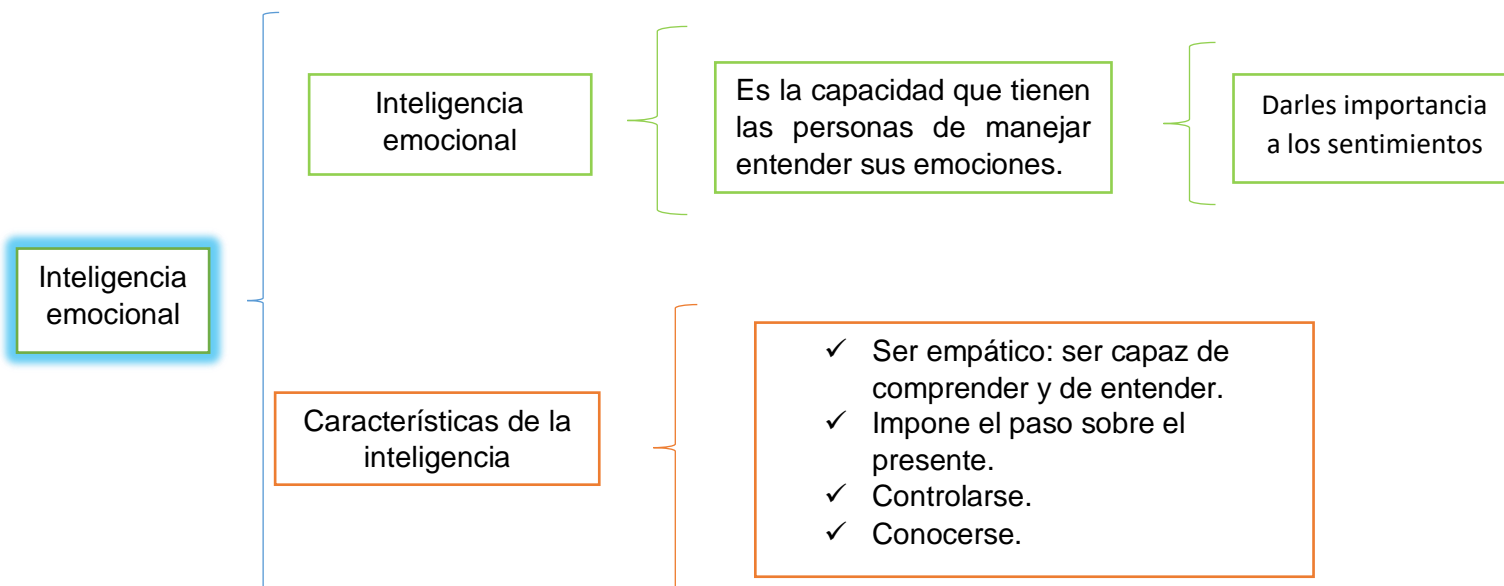 Inteligencia
emocional
Inteligencia
emocional
Es la capacidad que tienen
las personas de manejar
entender sus emociones.
Darles importancia
a los sentimientos
Características de la
inteligencia
✓ Ser empático: ser capaz de
comprender y de entender.
✓ Impone el paso sobre el
presente.
✓ Controlarse.
✓ Conocerse.